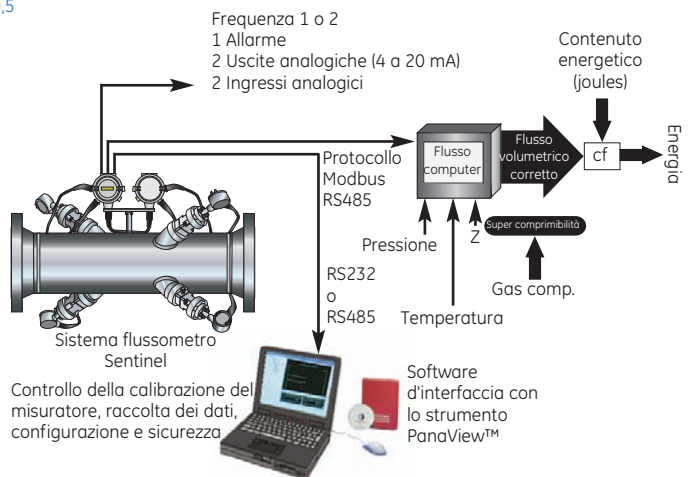 0,5
Frequenza 1 o 2
1 Allarme
2 Uscite analogiche (4 a 20 mA)
2 Ingressi analogici
Contenuto
energetico
(joules)
Protocollo
Modbus
RS485
Flusso
computer
Flusso
volumetrico
corretto
cf
Energia
Pressione
Z
Super comprimibilità
Gas comp.
Temperatura
RS232
o
RS485
Sistema flussometro
Sentinel
Controllo della calibrazione del
misuratore, raccolta dei dati,
configurazione e sicurezza
Software
d'interfaccia con
lo strumento
PanaView™